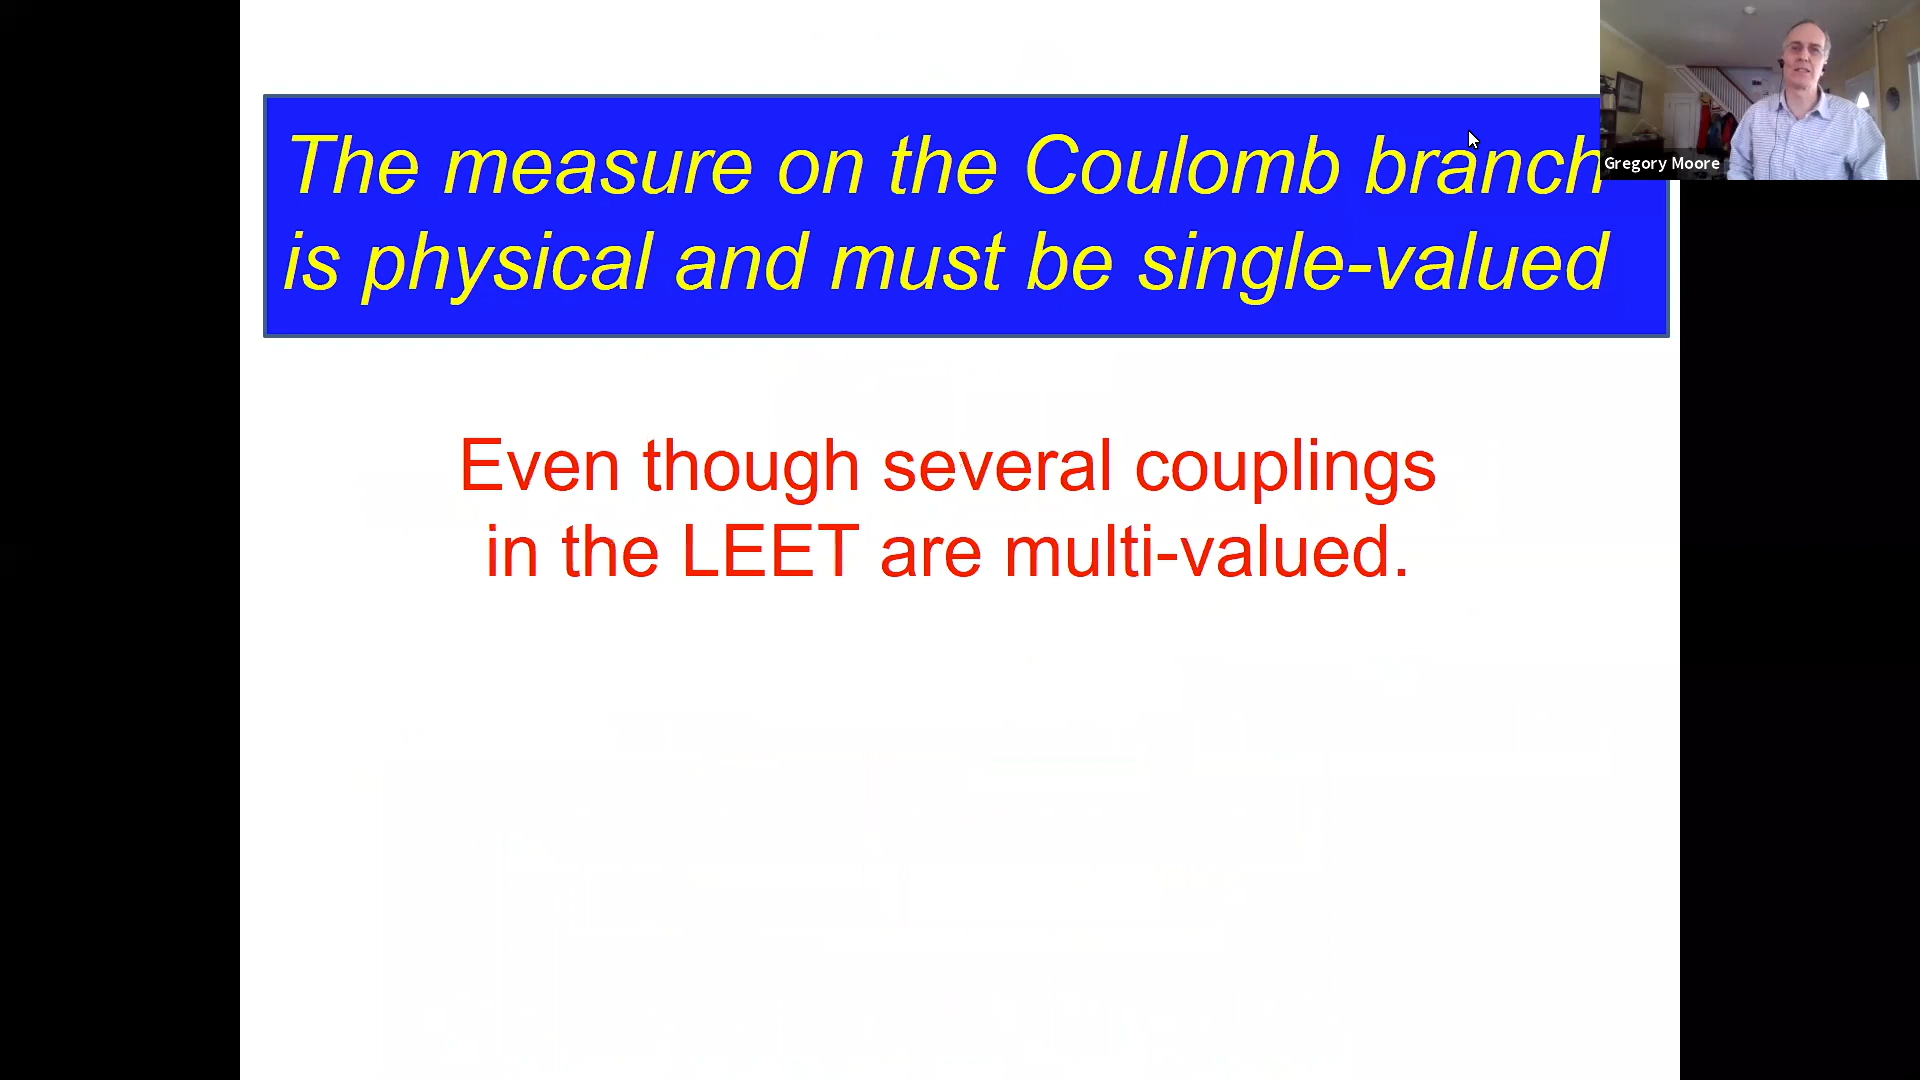 The measure on the Coulomb branch
is physical and must be single-valued
Gregory Moore
Even though several couplings
in the LEET are multi-valued.